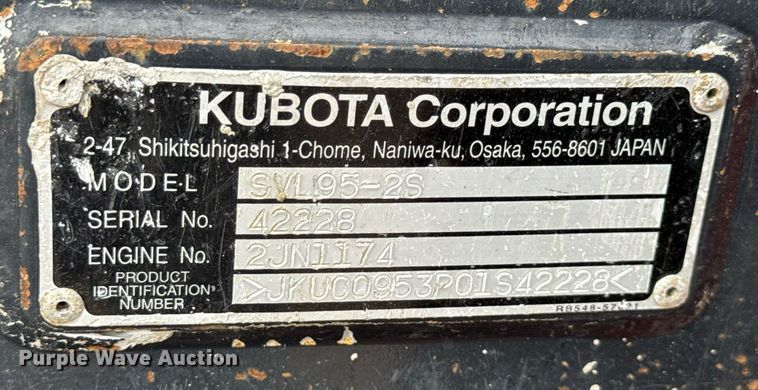 KUBOTA Corporation
2-47, Shikitsuhigashi 1-Chome, Naniwa-ku, Osaka, 556-8601 JAPAN
MODEL SVL95-2S
SERIAL No. 42228
ENGINE No. 2JN1174
PRODUCT
IDENTIFICATION
NUMBER >JKUC0953P01S42228<
Purple Wave Auction